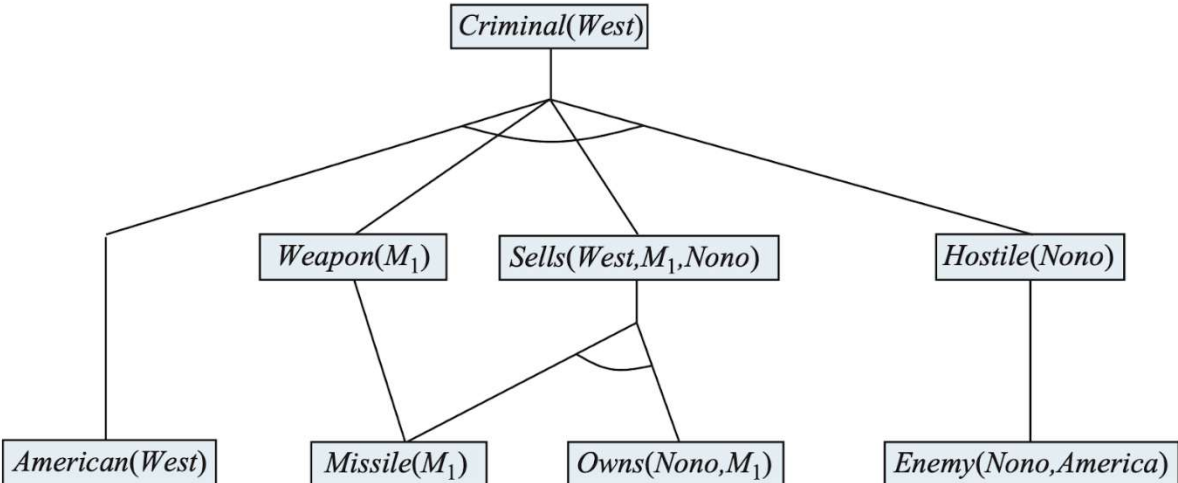 Criminal(West)
Weapon(M₁)
Sells(West,M₁,Nono)
Hostile(Nono)
American(West)
Missile(M₁)
Owns(Nono,M₁)
Enemy(Nono,America)